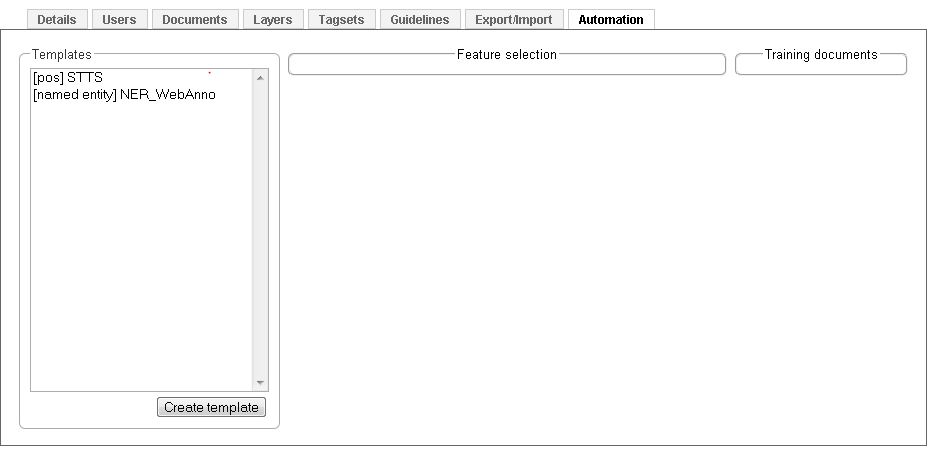 Details Users Documents Layers Tagsets Guidelines Export/Import Automation
Templates Feature selection Training documents
[pos] STTS
[named entity] NER_WebAnno
Create template